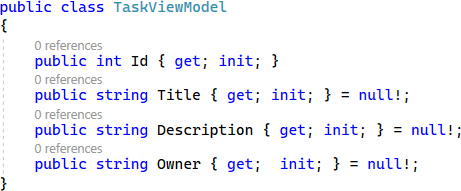 public class TaskViewModel
{
0 references
public int Id { get; init; }
0 references
public string Title { get; init; } = null!;
0 references
public string Description { get; init; } = null!;
0 references
public string Owner { get;  init; } = null!;
}